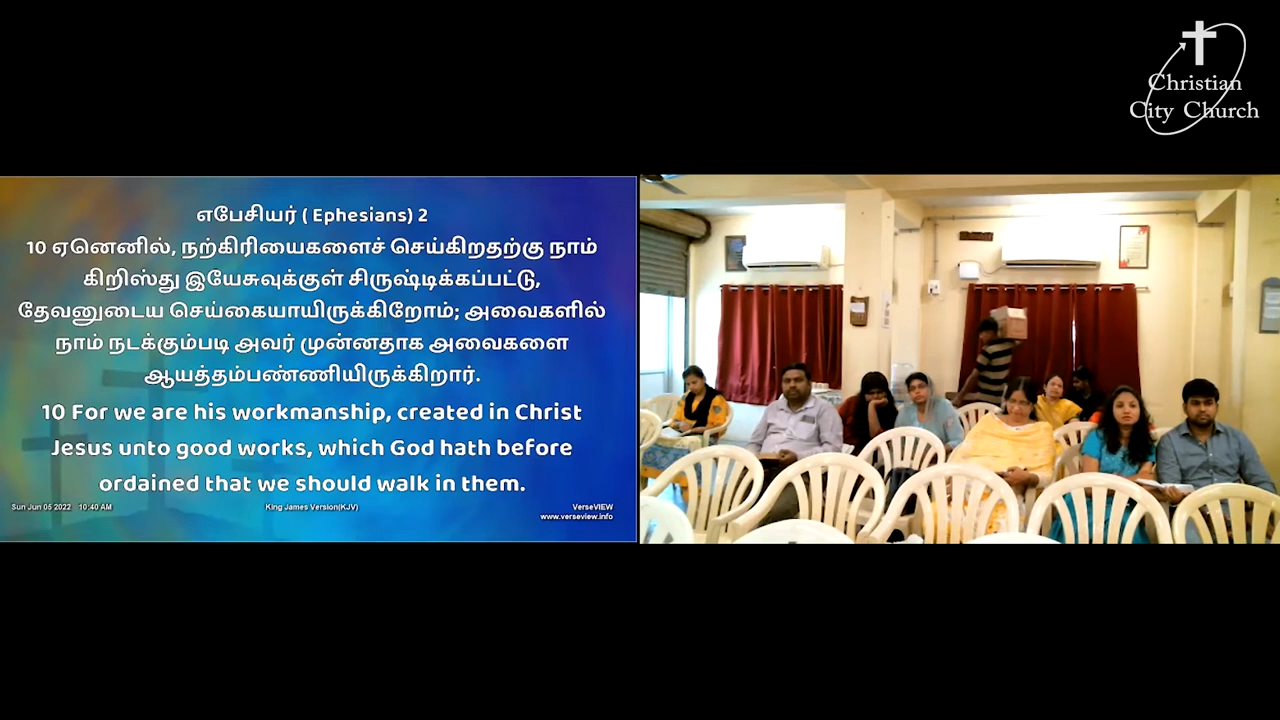 Christian
City Church
எபேசியர் ( Ephesians) 2
10 ஏனெனில், நற்கிரியைகளைச் செய்கிறதற்கு நாம்
கிறிஸ்து இயேசுவுக்குள் சிருஷ்டிக்கப்பட்டு,
தேவனுடைய செய்கையாயிருக்கிறோம்; அவைகளில்
நாம் நடக்கும்படி அவர் முன்னதாக அவைகளை
ஆயத்தம்பண்ணியிருக்கிறார்.
10 For we are his workmanship, created in Christ
Jesus unto good works, which God hath before
ordained that we should walk in them.
Sun Jun 05 2022 10:40 AM King James Version(KJV) VerseVIEW
www.verseview.info